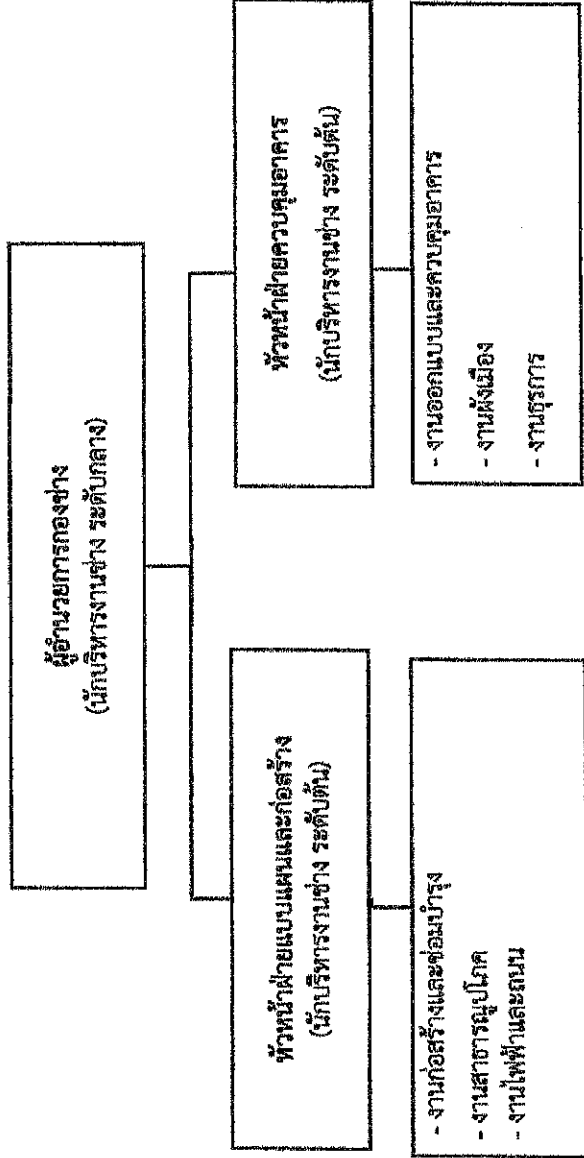 ผู้อำนวยการกองช่าง
(นักบริหารงานช่าง ระดับกลาง)
หัวหน้าฝ่ายแบบแผนและก่อสร้าง
(นักบริหารงานช่าง ระดับต้น)
- งานก่อสร้างและซ่อมบำรุง
- งานสาธารณูปโภค
- งานไฟฟ้าและถนน
หัวหน้าฝ่ายควบคุมอาคาร
(นักบริหารงานช่าง ระดับต้น)
- งานออกแบบและควบคุมอาคาร
- งานผังเมือง
- งานธุรการ